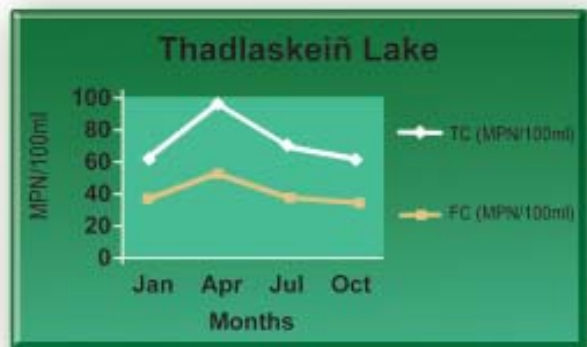 Thadlaskeiñ Lake
MPN/100ml
100
80
60
40
20
0
Jan Apr Jul Oct
Months
TC (MPN/100ml)
FC (MPN/100ml)